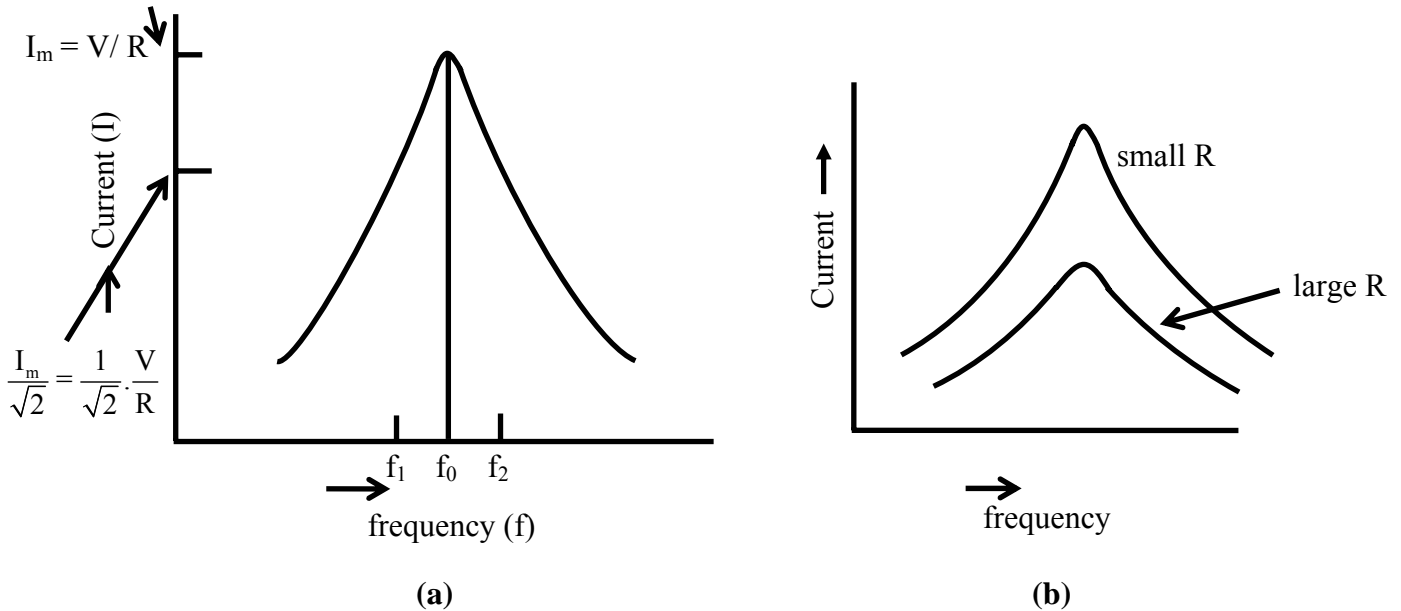 I_m = V/ R
Current (I)
I_m/√2 = 1/√2 . V/R
f_1 f_0 f_2
frequency (f)
(a)
Current
small R
large R
frequency
(b)